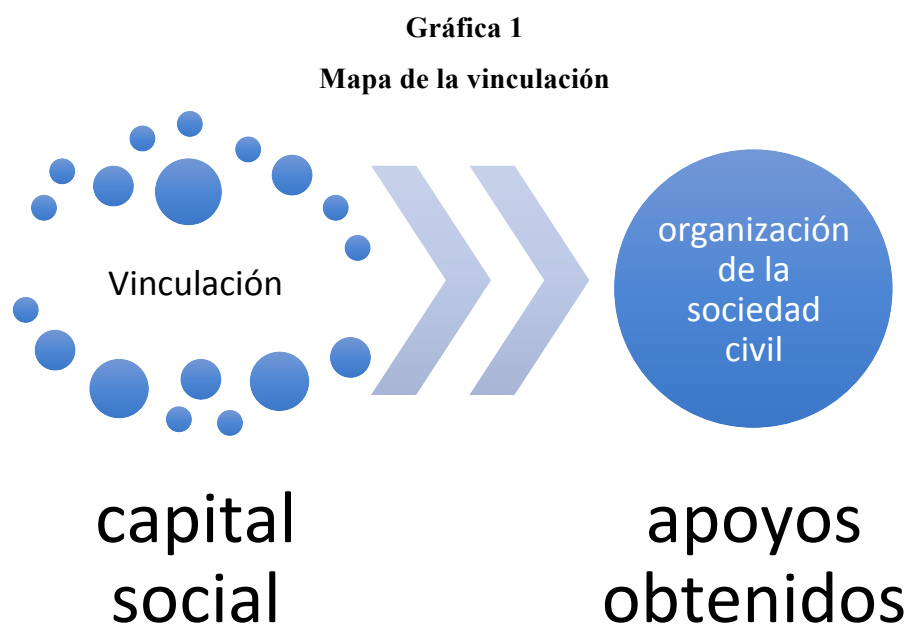 Gráfica 1
Mapa de la vinculación
Vinculación
organización
de la
sociedad
civil
capital
social
apoyos
obtenidos